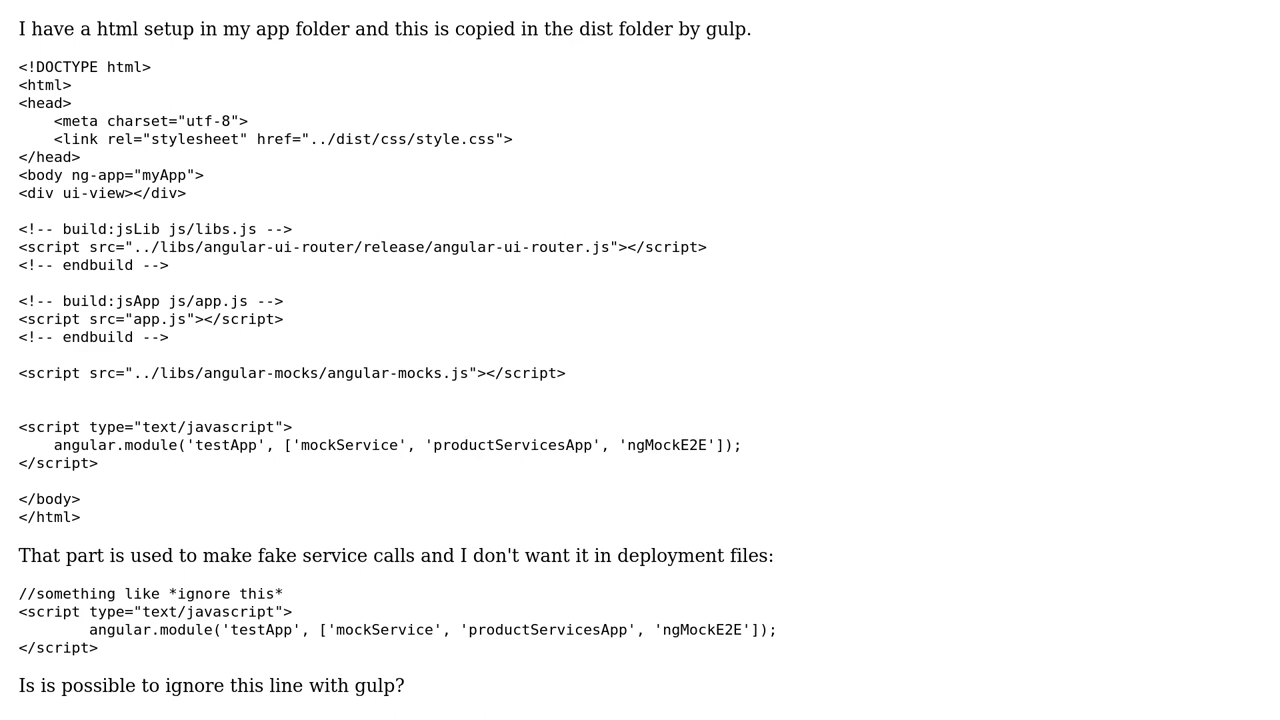 I have a html setup in my app folder and this is copied in the dist folder by gulp.
<!DOCTYPE html>
<html>
<head>
    <meta charset="utf-8">
    <link rel="stylesheet" href="../dist/css/style.css">
</head>
<body ng-app="myApp">
<div ui-view></div>
<!-- build:jsLib js/libs.js -->
<script src="../libs/angular-ui-router/release/angular-ui-router.js"></script>
<!-- endbuild -->
<!-- build:jsApp js/app.js -->
<script src="app.js"></script>
<!-- endbuild -->
<script src="../libs/angular-mocks/angular-mocks.js"></script>
<script type="text/javascript">
    angular.module('testApp', ['mockService', 'productServicesApp', 'ngMockE2E']);
</script>
</body>
</html>
That part is used to make fake service calls and I don't want it in deployment files:
//something like *ignore this*
<script type="text/javascript">
        angular.module('testApp', ['mockService', 'productServicesApp', 'ngMockE2E']);
</script>
Is is possible to ignore this line with gulp?